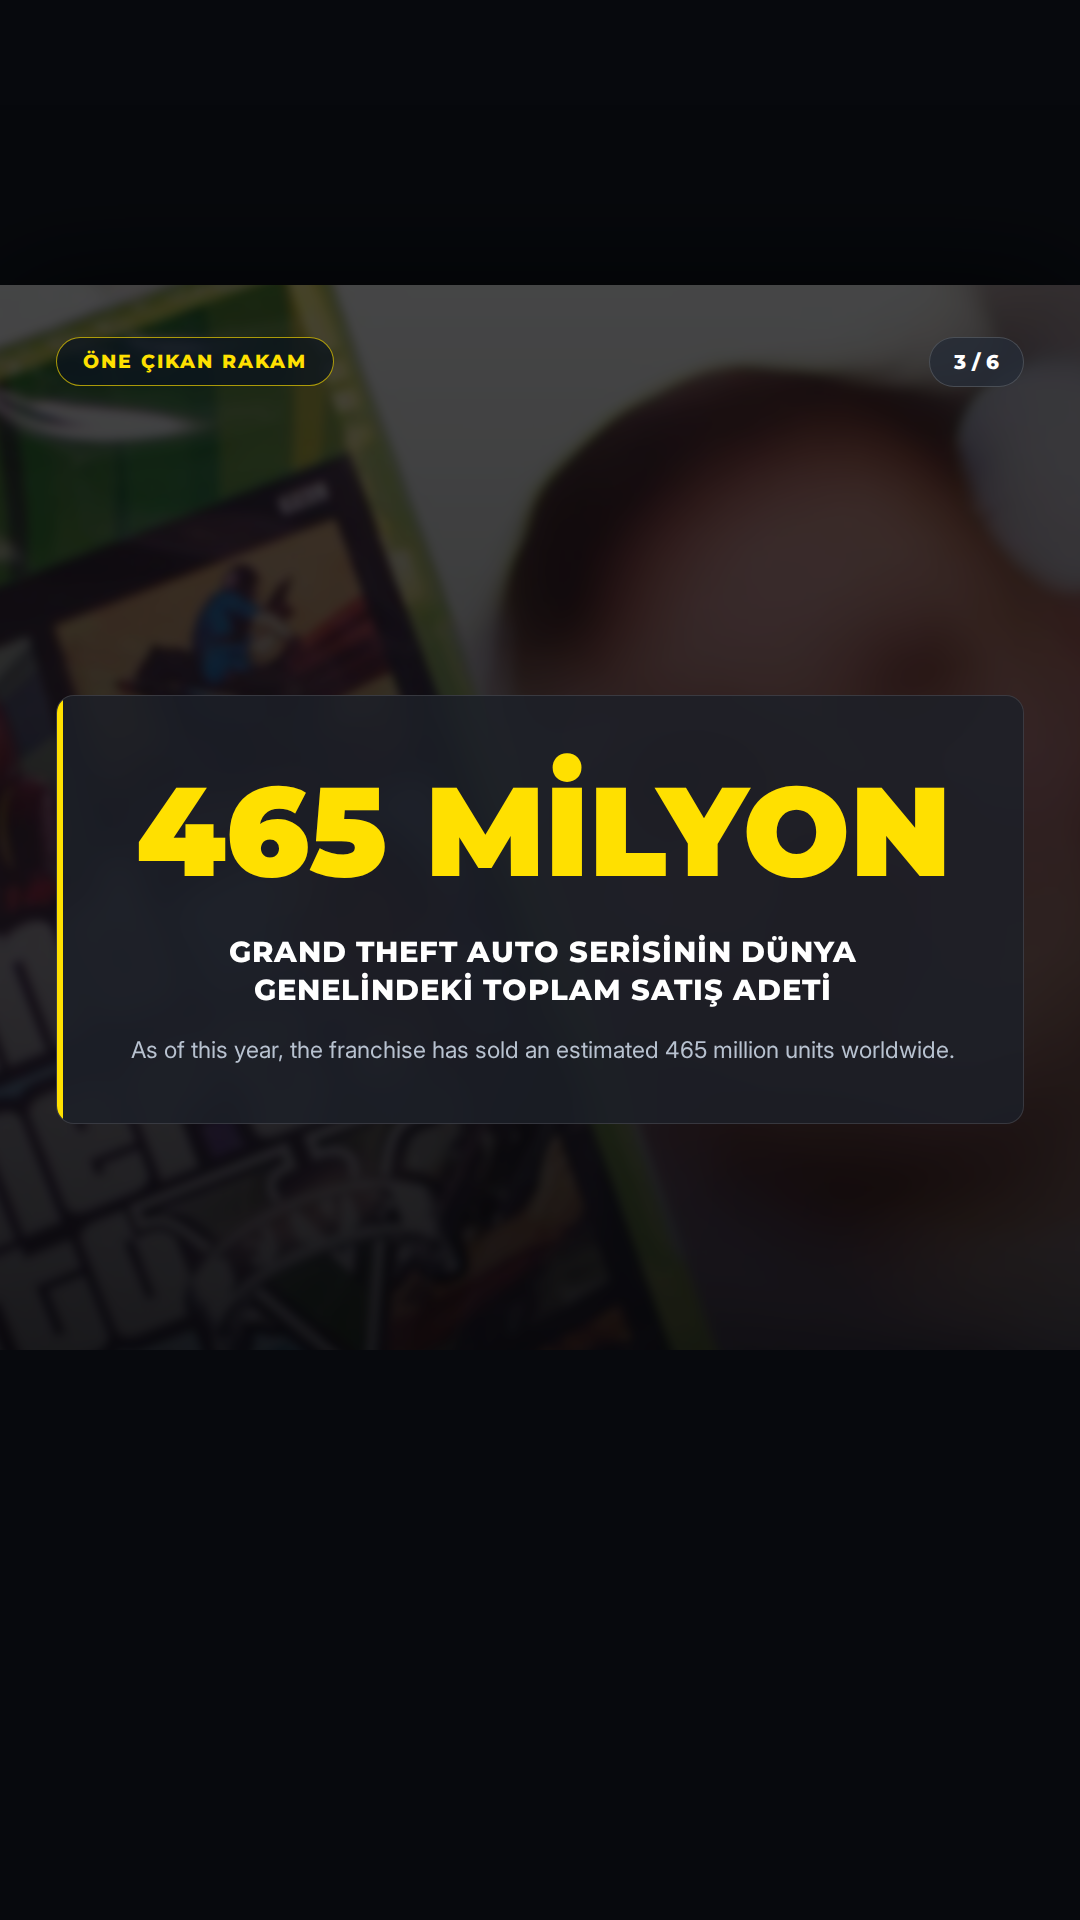 ÖNE ÇIKAN RAKAM
3 / 6
465 MİLYON
GRAND THEFT AUTO SERİSİNİN DÜNYA
GENELİNDEKİ TOPLAM SATIŞ ADETİ
As of this year, the franchise has sold an estimated 465 million units worldwide.